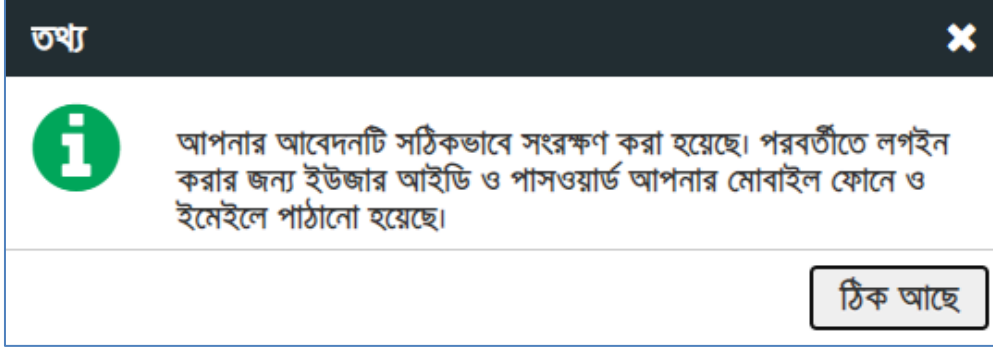 তথ্য
আপনার আবেদনটি সঠিকভাবে সংরক্ষণ করা হয়েছে। পরবর্তীতে লগইন
করার জন্য ইউজার আইডি ও পাসওয়ার্ড আপনার মোবাইল ফোনে ও
ইমেইলে পাঠানো হয়েছে।
ঠিক আছে